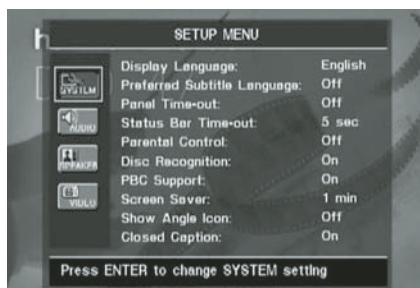 SETUP MENU
Display Language: English
Preferred Subtitle Language: Off
Panel Time-out: Off
Status Bar Time-out: 5 sec
Parental Control: Off
Disc Recognition: On
PBC Support: On
Screen Saver: 1 min
Show Angle Icon: Off
Closed Caption: On
SYSTEM
AUDIO
SPEAKER
VIDEO
Press ENTER to change SYSTEM setting
h